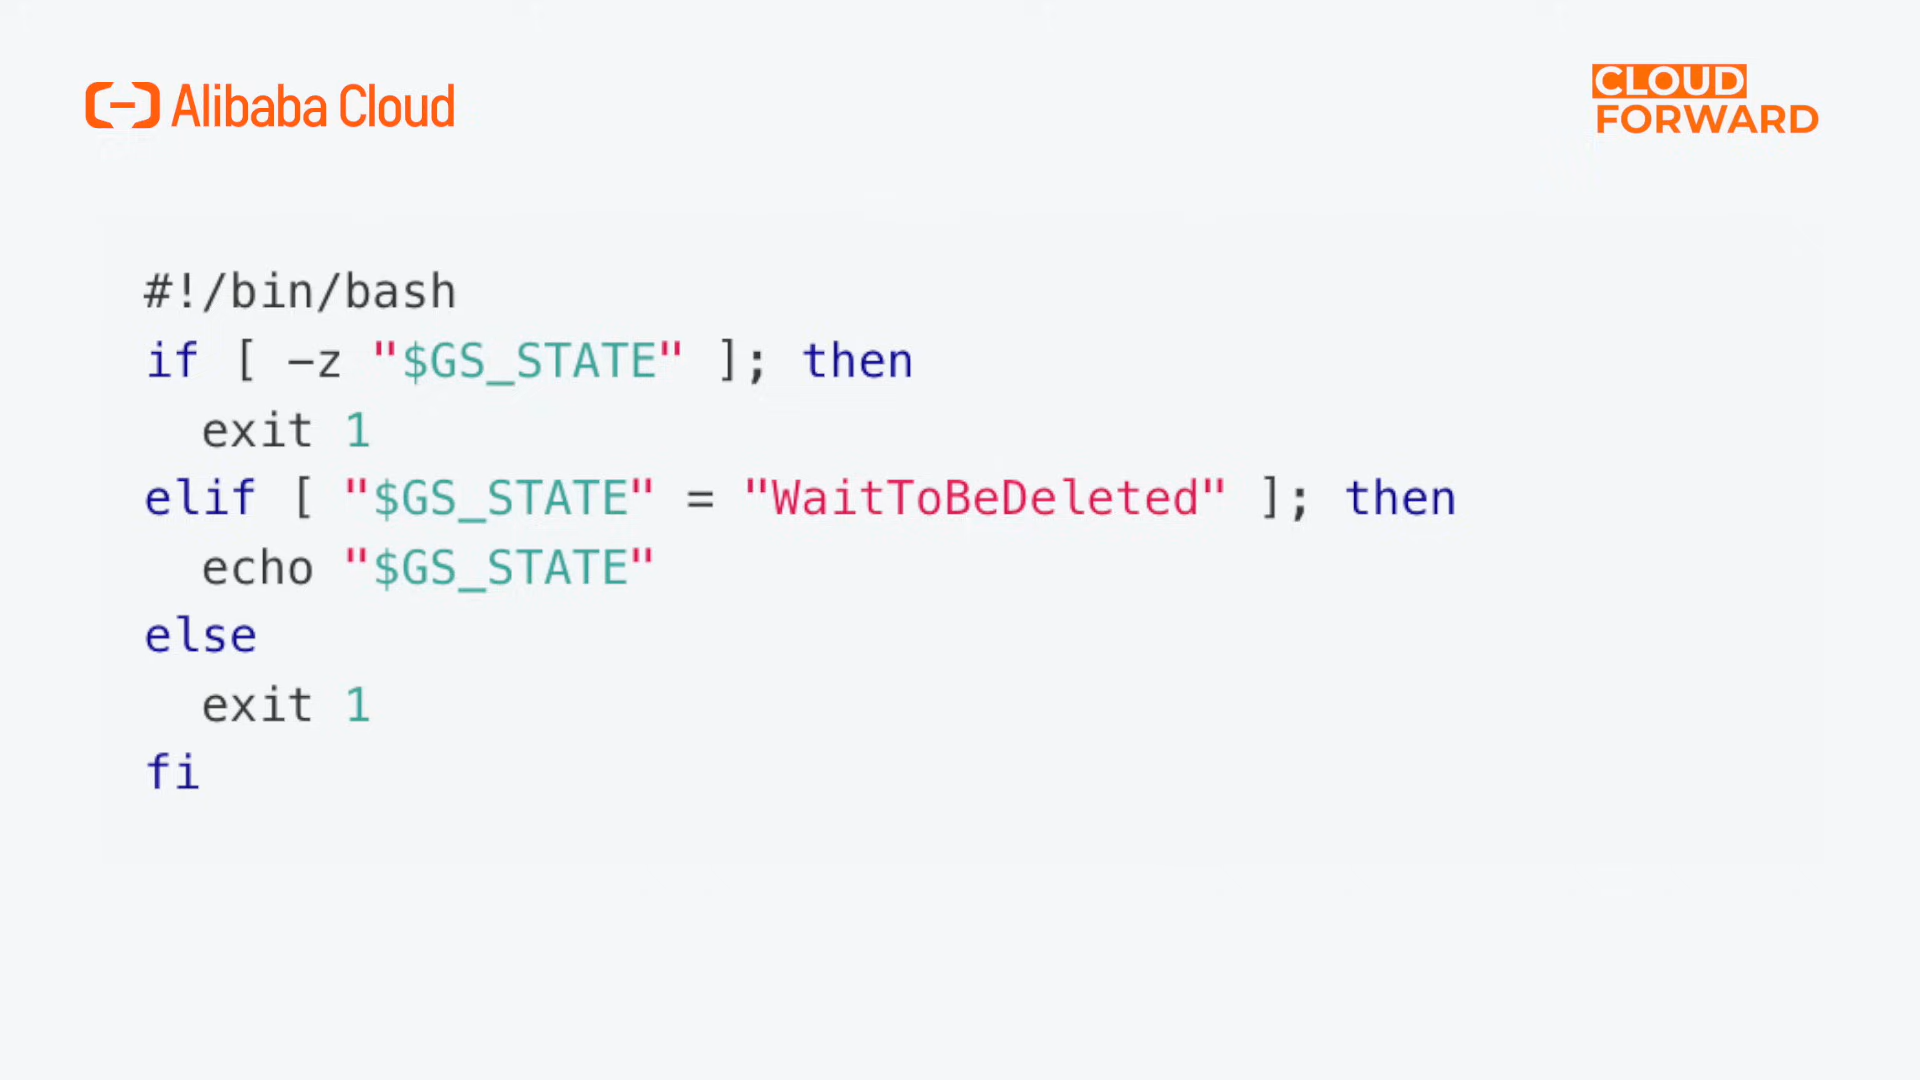 Alibaba Cloud
CLOUD
FORWARD
#!/bin/bash
if [ -z "$GS_STATE" ]; then
  exit 1
elif [ "$GS_STATE" = "WaitToBeDeleted" ]; then
  echo "$GS_STATE"
else
  exit 1
fi